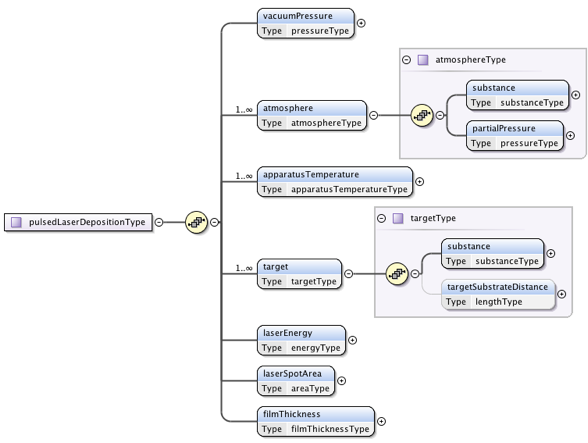 vacuumPressure
Type pressureType
atmosphereType
substance
Type substanceType
1..∞
atmosphere
Type atmosphereType
partialPressure
Type pressureType
1..∞
apparatusTemperature
Type apparatusTemperatureType
pulsedLaserDepositionType
targetType
substance
Type substanceType
1..∞
target
Type targetType
targetSubstrateDistance
Type lengthType
laserEnergy
Type energyType
laserSpotArea
Type areaType
filmThickness
Type filmThicknessType